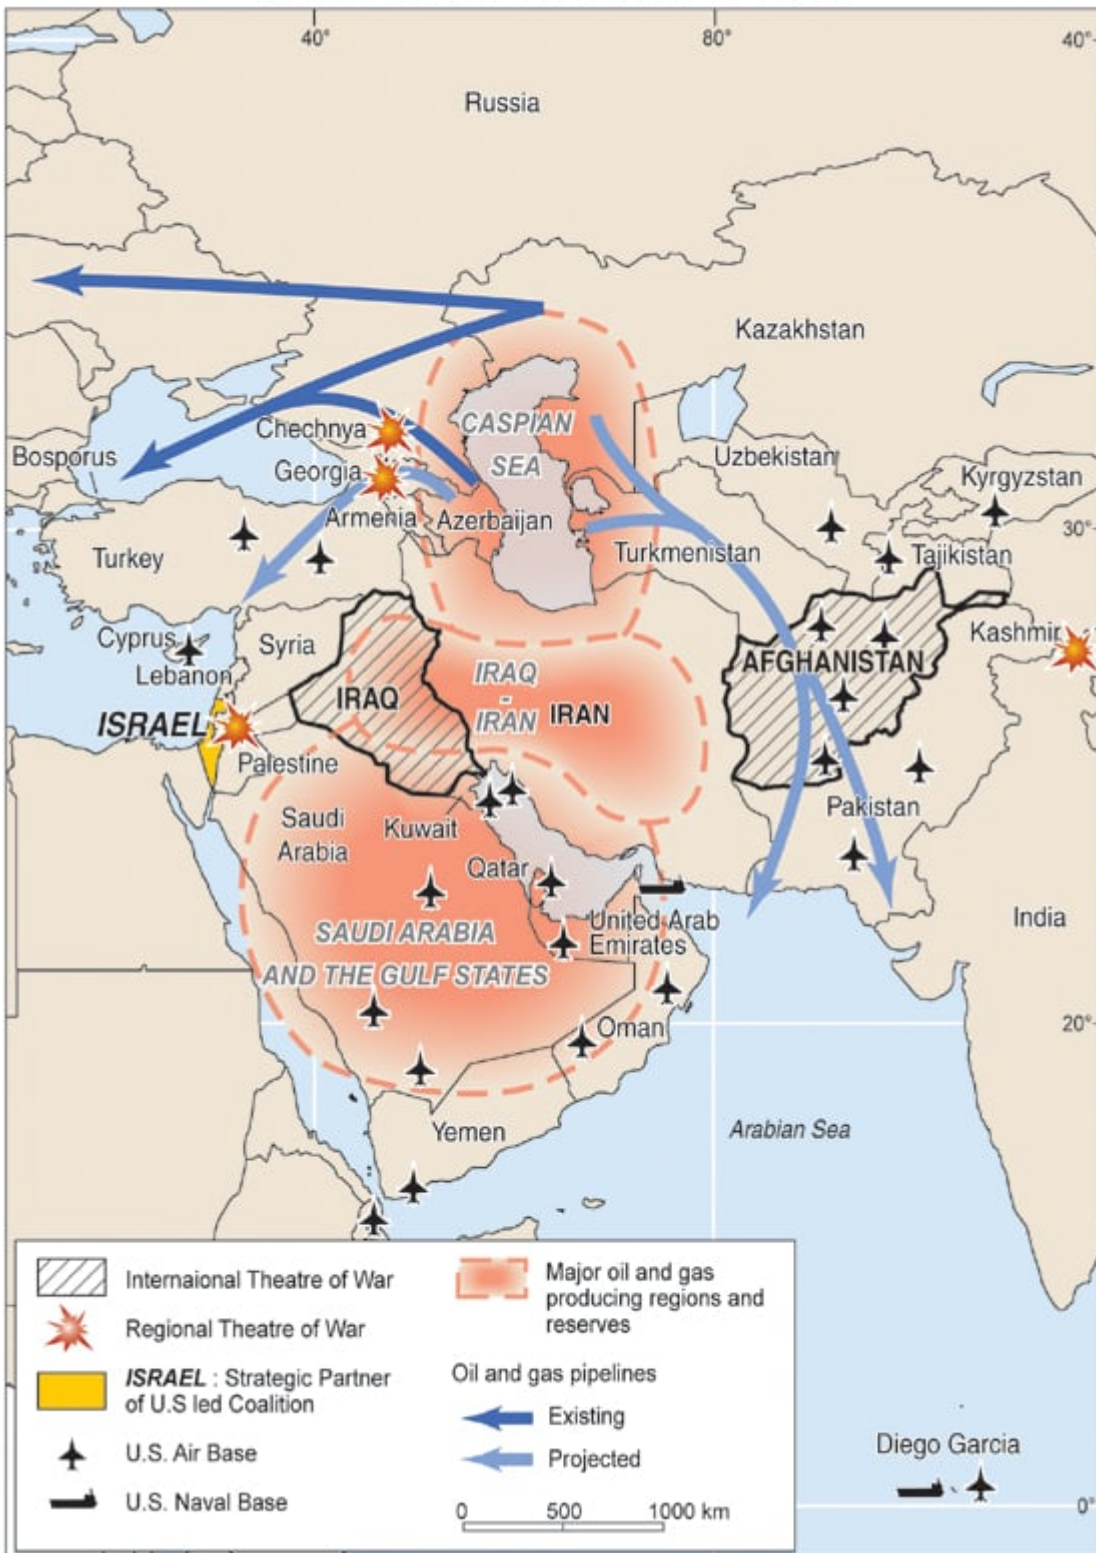 40°
80°
40°
Russia
Kazakhstan
CASPIAN
SEA
Chechnya
Bosporus
Georgia
Uzbekistan
Kyrgyzstan
Armenia
Azerbaijan
30°
Turkey
Turkmenistan
Tajikistan
Cyprus
Syria
Kashmir
Lebanon
AFGHANISTAN
IRAQ
-
IRAN
IRAQ
IRAN
ISRAEL
Palestine
Saudi
Arabia
Kuwait
Pakistan
Qatar
United Arab
Emirates
India
SAUDI ARABIA
AND THE GULF STATES
Oman
20°
Yemen
Arabian Sea
Internaional Theatre of War
Regional Theatre of War
ISRAEL : Strategic Partner
of U.S led Coalition
U.S. Air Base
U.S. Naval Base
Major oil and gas
producing regions and
reserves
Oil and gas pipelines
Existing
Projected
0 500 1000 km
Diego Garcia
0°